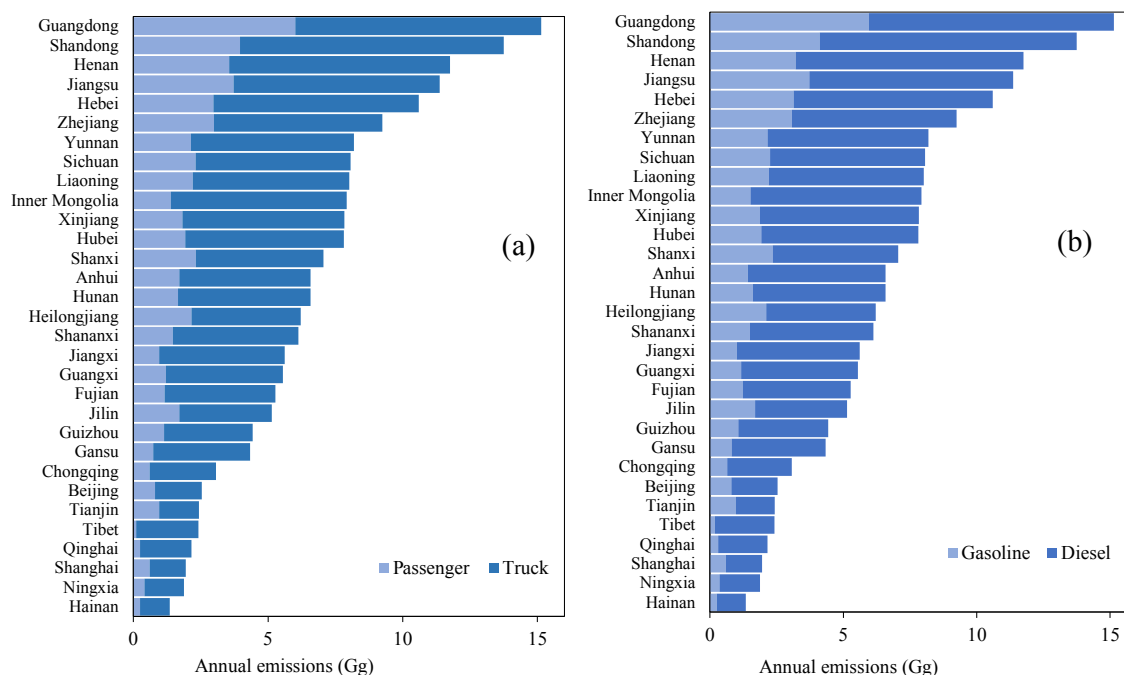 Guangdong
Shandong
Henan
Jiangsu
Hebei
Zhejiang
Yunnan
Sichuan
Liaoning
Inner Mongolia
Xinjiang
Hubei
Shanxi
Anhui
Hunan
Heilongjiang
Shananxi
Jiangxi
Guangxi
Fujian
Jilin
Guizhou
Gansu
Chongqing
Beijing
Tianjin
Tibet
Qinghai
Shanghai
Ningxia
Hainan
(a)
Passenger Truck
0 5 10 15
Annual emissions (Gg)
Guangdong
Shandong
Henan
Jiangsu
Hebei
Zhejiang
Yunnan
Sichuan
Liaoning
Inner Mongolia
Xinjiang
Hubei
Shanxi
Anhui
Hunan
Heilongjiang
Shananxi
Jiangxi
Guangxi
Fujian
Jilin
Guizhou
Gansu
Chongqing
Beijing
Tianjin
Tibet
Qinghai
Shanghai
Ningxia
Hainan
(b)
Gasoline Diesel
0 5 10 15
Annual emissions (Gg)